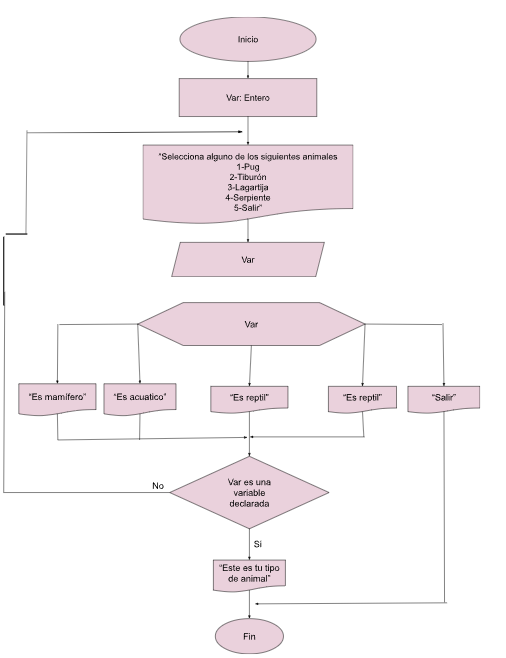 Inicio
Var: Entero
"Selecciona alguno de los siguientes animales
1-Pug
2-Tiburón
3-Lagartija
4-Serpiente
5-Salir"
Var
Var
"Es mamífero"
"Es acuatico"
"Es reptil"
"Es reptil"
"Salir"
Var es una
variable
declarada
No
Si
"Este es tu tipo
de animal"
Fin